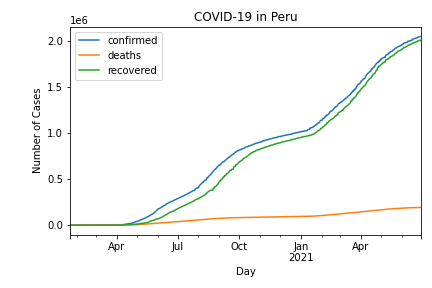 COVID-19 in Peru
1e6
confirmed
deaths
recovered
2.0
1.5
1.0
0.5
0.0
Number of Cases
Apr
Jul
Oct
Jan
2021
Apr
Day